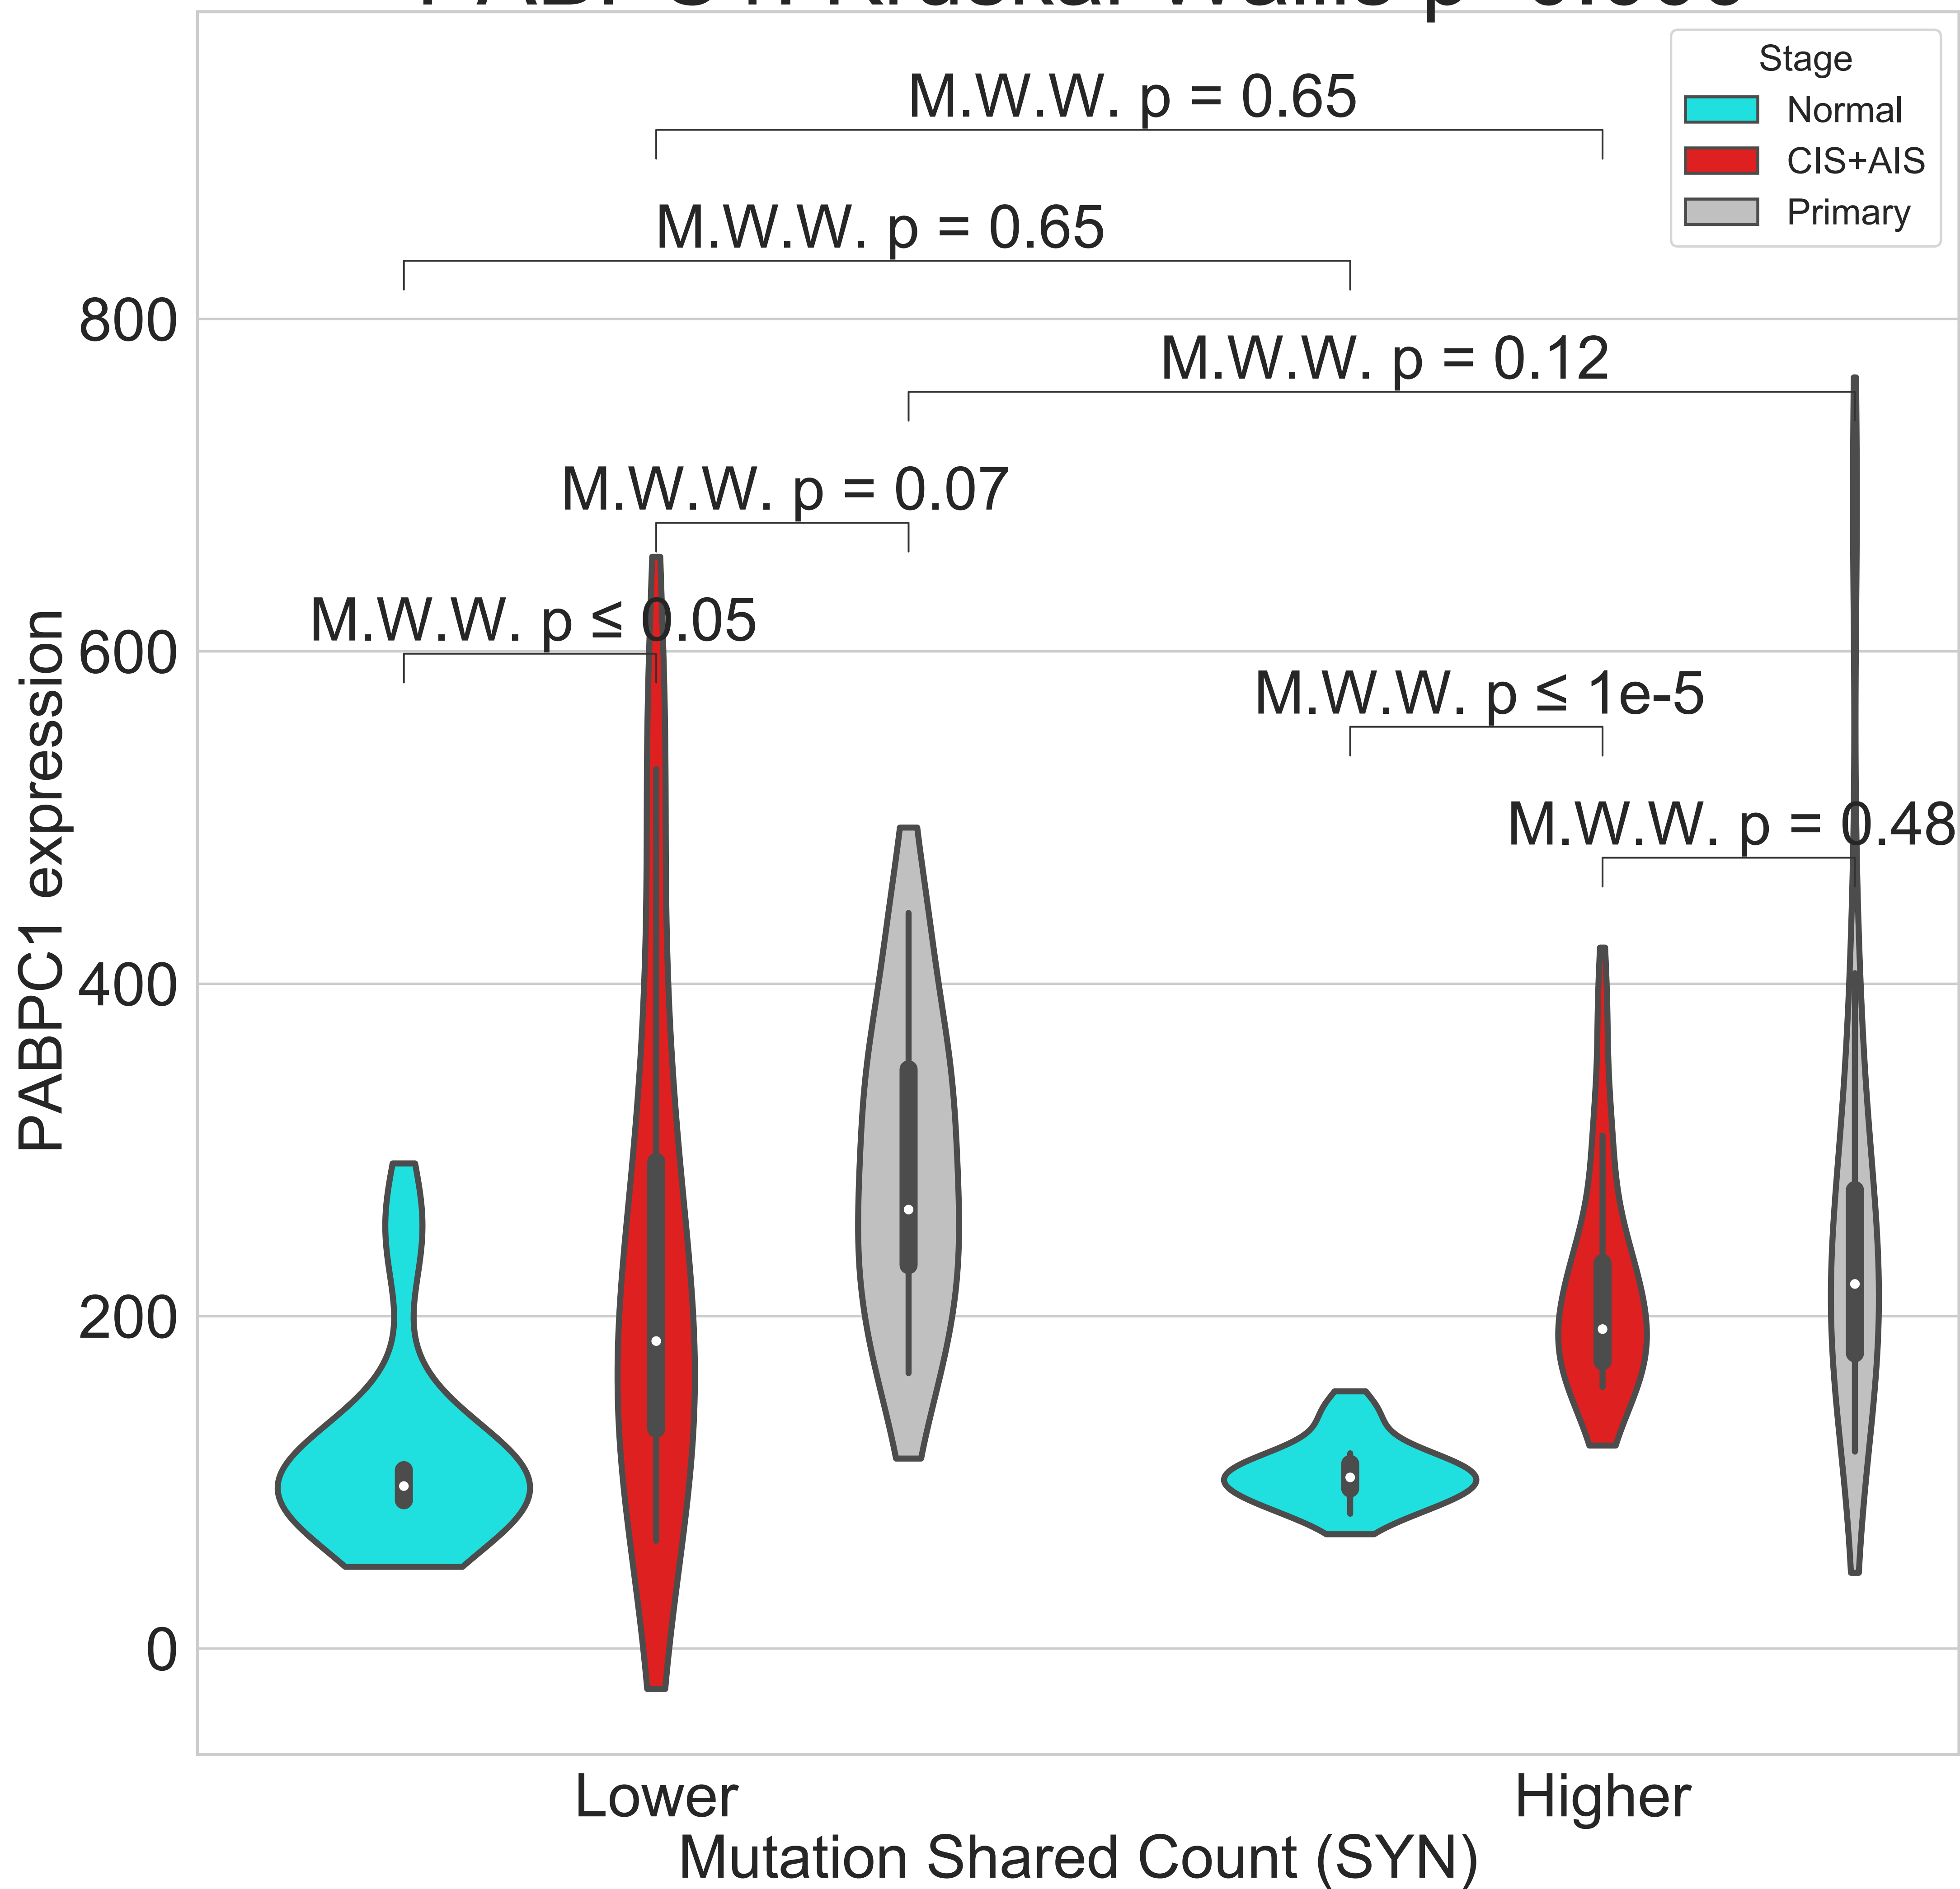 Stage
Normal
CIS+AIS
Primary
M.W.W. p = 0.65
M.W.W. p = 0.65
M.W.W. p = 0.12
M.W.W. p = 0.07
M.W.W. p ≤ 0.05
M.W.W. p ≤ 1e-5
M.W.W. p = 0.48
PABPC1 expression
800
600
400
200
0
Lower
Higher
Mutation Shared Count (SYN)